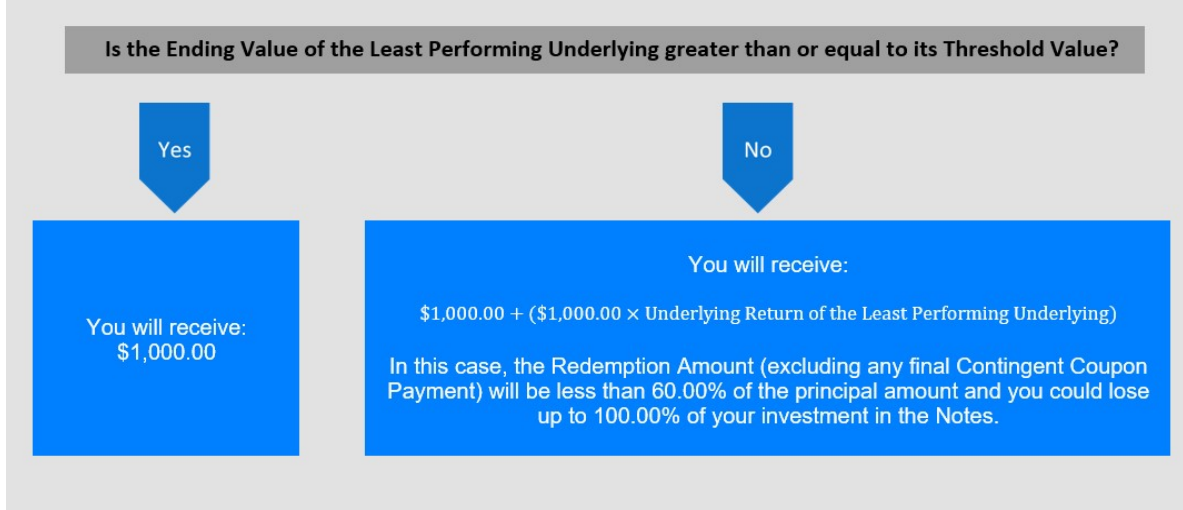 Is the Ending Value of the Least Performing Underlying greater than or equal to its Threshold Value?
Yes
No
You will receive:
$1,000.00
You will receive:
$1,000.00 + ($1,000.00 × Underlying Return of the Least Performing Underlying)
In this case, the Redemption Amount (excluding any final Contingent Coupon
Payment) will be less than 60.00% of the principal amount and you could lose
up to 100.00% of your investment in the Notes.